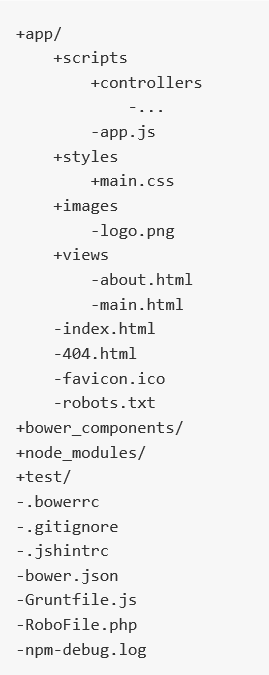 +app/
    +scripts
        +controllers
            -...
        -app.js
    +styles
        +main.css
    +images
        -logo.png
    +views
        -about.html
        -main.html
    -index.html
    -404.html
    -favicon.ico
    -robots.txt
+bower_components/
+node_modules/
+test/
-.bowerrc
-.gitignore
-.jshintrc
-bower.json
-Gruntfile.js
-RoboFile.php
-npm-debug.log